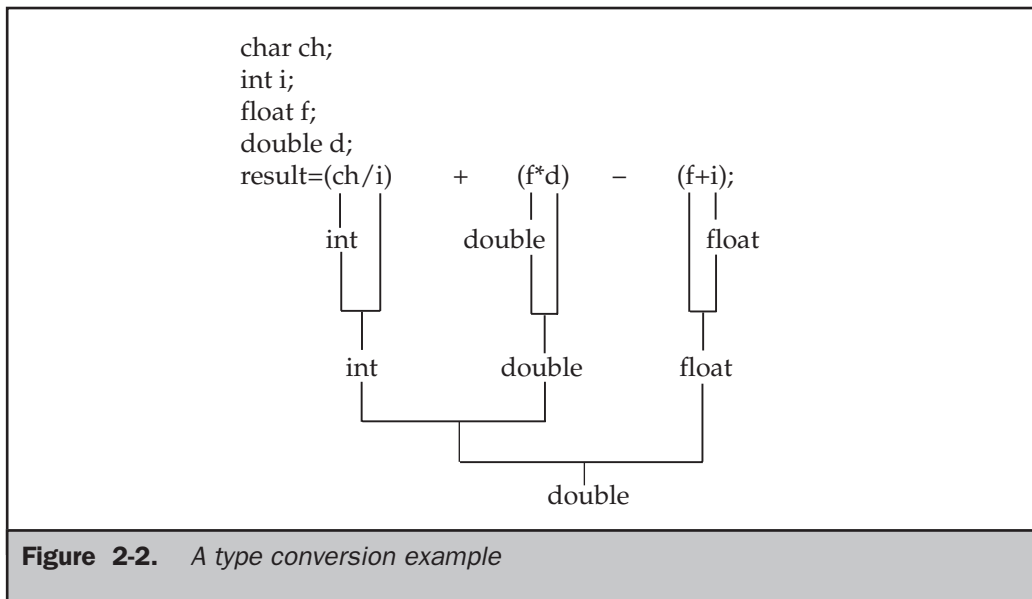 char ch;
int i;
float f;
double d;
result=(ch/i) + (f*d) – (f+i);
int double float
int double float
double
Figure 2-2. A type conversion example